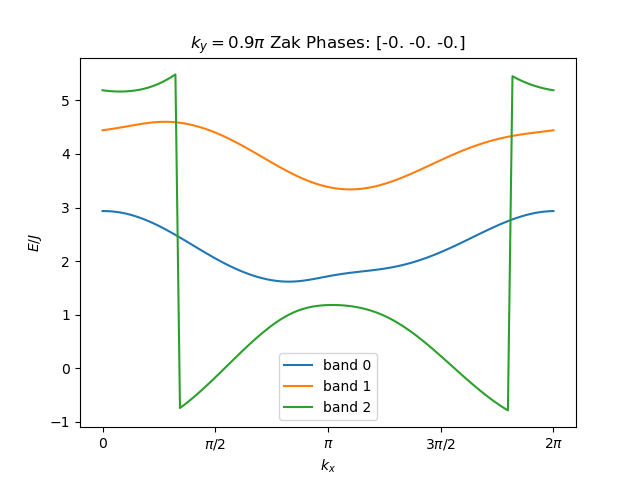 $k_y = 0.9\pi$ Zak Phases: [-0. -0. -0.]
5
4
3
2
1
0
−1
E/J
band 0
band 1
band 2
0
π/2
π
3π/2
2π
$k_x$